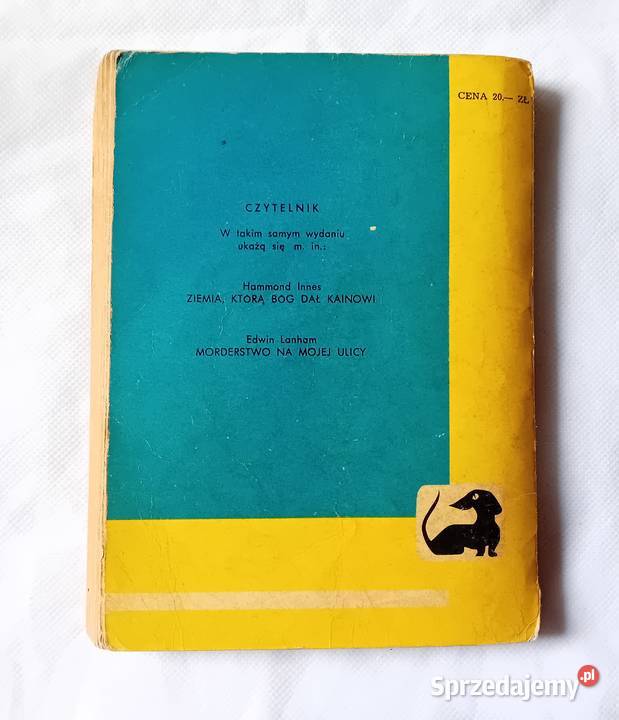 CENA 20.— ZŁ
CZYTELNIK
W takim samym wydaniu
ukażą się m. in.:
Hammond Innes
ZIEMIA, KTÓRĄ BÓG DAŁ KAINOWI
Edwin Lanham
MORDERSTWO NA MOJEJ ULICY
Sprzedajemy.pl